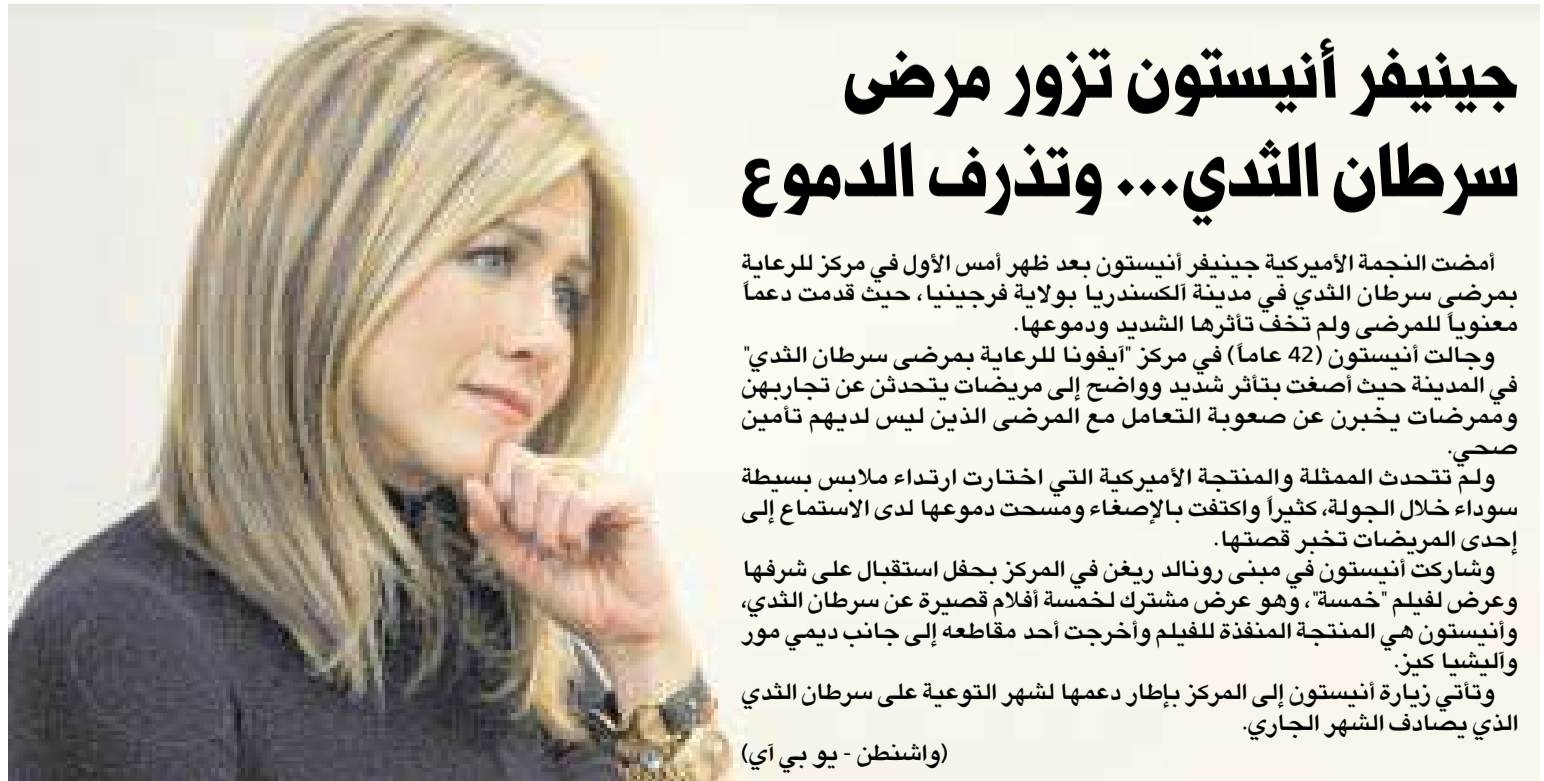 جينيفر أنيستون تزور مرضى
سرطان الثدي... وتذرف الدموع
أمضت النجمة الأميركية جينيفر أنيستون بعد ظهر أمس الأول في مركز للرعاية
بمرضى سرطان الثدي في مدينة آلكسندريا بولاية فرجينيا، حيث قدمت دعماً
معنوياً للمرضى ولم تخف تأثرها الشديد ودموعها.
وجالت أنيستون (42 عاماً) في مركز "آيفونا للرعاية بمرضى سرطان الثدي"
في المدينة حيث أصغت بتأثر شديد وواضح إلى مريضات يتحدثن عن تجاربهن
وممرضات يخبرن عن صعوبة التعامل مع المرضى الذين ليس لديهم تأمين
صحي.
ولم تتحدث الممثلة والمنتجة الأميركية التي اختارت ارتداء ملابس بسيطة
سوداء خلال الجولة، كثيراً واكتفت بالإصغاء ومسحت دموعها لدى الاستماع إلى
إحدى المريضات تخبر قصتها.
وشاركت أنيستون في مبنى رونالد ريغن في المركز بحفل استقبال على شرفها
وعرض لفيلم "خمسة"، وهو عرض مشترك لخمسة أفلام قصيرة عن سرطان الثدي،
وأنيستون هي المنتجة المنفذة للفيلم وأخرجت أحد مقاطعه إلى جانب ديمي مور
وآليشيا كيز.
وتأتي زيارة أنيستون إلى المركز بإطار دعمها لشهر التوعية على سرطان الثدي
الذي يصادف الشهر الجاري.
(واشنطن - يو بي آي)